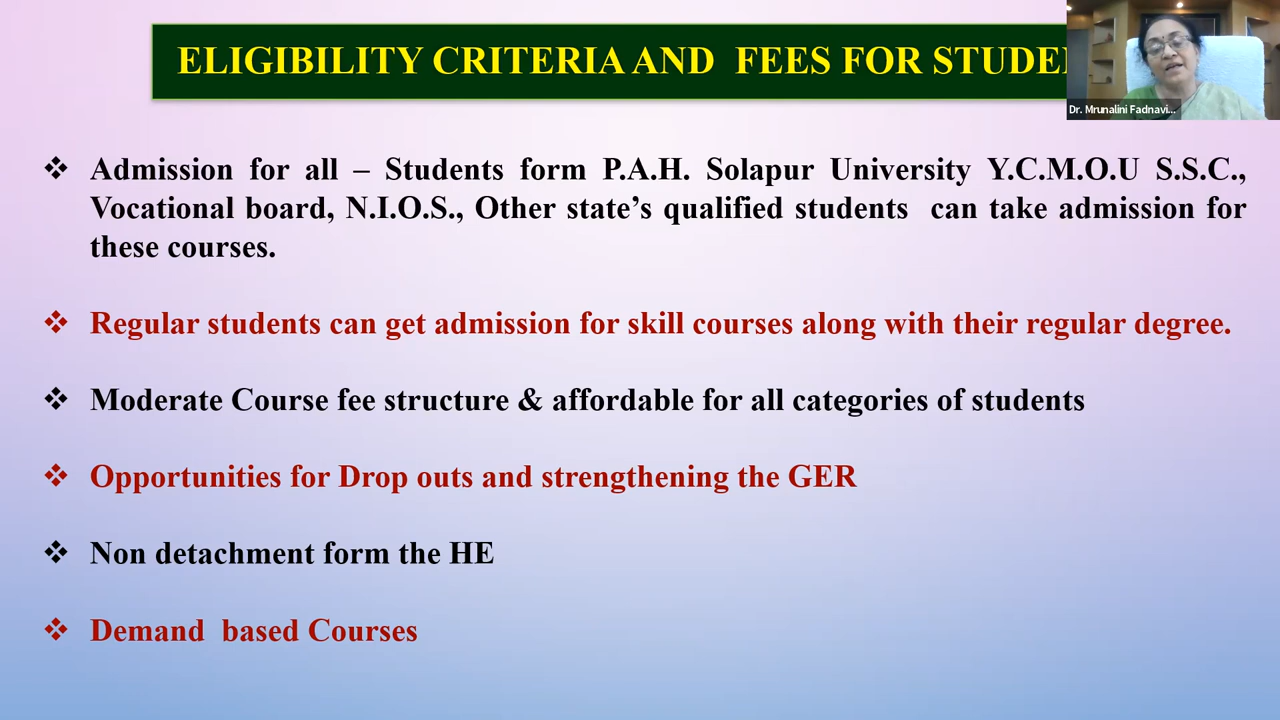 ELIGIBILITY CRITERIA AND FEES FOR
Dr. Mrunalini Fadnavi...
❖ Admission for all – Students form P.A.H. Solapur University Y.C.M.O.U S.S.C.,
Vocational board, N.I.O.S., Other state's qualified students can take admission for
these courses.
❖ Regular students can get admission for skill courses along with their regular degree.
❖ Moderate Course fee structure & affordable for all categories of students
❖ Opportunities for Drop outs and strengthening the GER
❖ Non detachment form the HE
❖ Demand based Courses